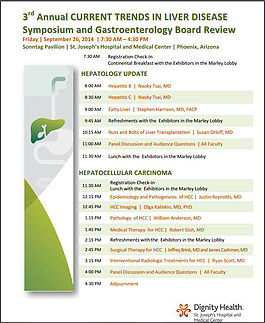 3rd Annual CURRENT TRENDS IN LIVER DISEASE
Symposium and Gastroenterology Board Review
Friday | September 26, 2014 | 7:30 AM – 4:30 PM
Sonntag Pavilion | St. Joseph's Hospital and Medical Center | Phoenix, Arizona
7:30 AM Registration Check-in
Continental Breakfast with the Exhibitors in the Marley Lobby
HEPATOLOGY UPDATE
8:00 AM Hepatitis B | Naoky Tsai, MD
8:30 AM Hepatitis C | Naoky Tsai, MD
9:00 AM Fatty Liver | Stephen Harrison, MD, FACP
9:45 AM Refreshments with the Exhibitors in the Marley Lobby
10:15 AM Nuts and Bolts of Liver Transplantation | Susan Orloff, MD
11:00 AM Panel Discussion and Audience Questions | All Faculty
11:30 AM Lunch with the Exhibitors in the Marley Lobby
HEPATOCELLULAR CARCINOMA
11:30 AM Registration Check-in
Lunch with the Exhibitors in the Marley Lobby
12:15 PM Epidemiology and Pathogenesis of HCC | Justin Reynolds, MD
12:45 PM HCC Imaging | Olga Kalinkin, MD, PhD
1:15 PM Pathology of HCC | William Anderson, MD
1:45 PM Medical Therapy for HCC | Robert Gish, MD
2:15 PM Refreshments with the Exhibitors in the Marley Lobby
2:45 PM Surgical Therapy for HCC | Jeffrey Brink, MD and James Cashman, MD
3:15 PM Interventional Radiologic Treatments for HCC | Ryan Scott, MD
4:00 PM Panel Discussion and Audience Questions | All Faculty
4:30 PM Adjournment
Dignity Health.
St. Joseph's Hospital and
Medical Center